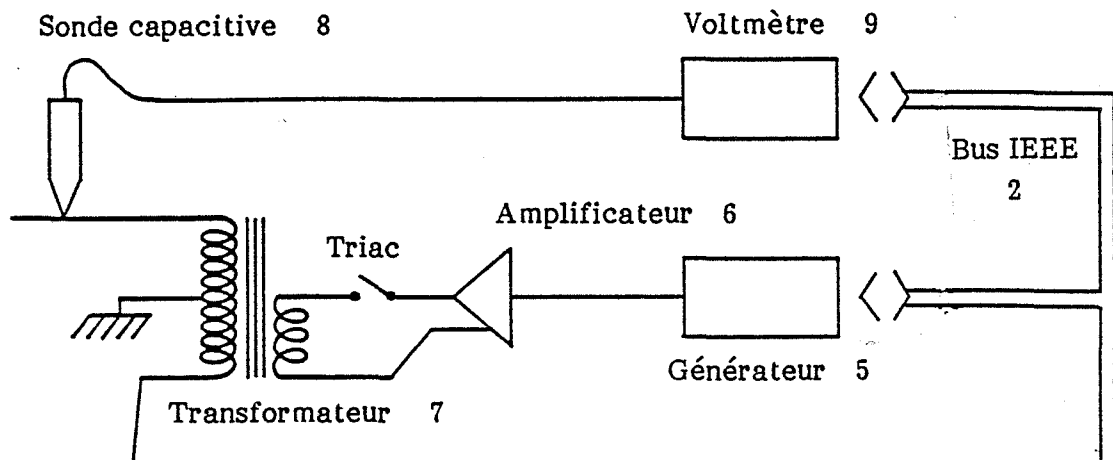 Sonde capacitive 8
Voltmètre 9
Bus IEEE
2
Amplificateur 6
Triac
Générateur 5
Transformateur 7